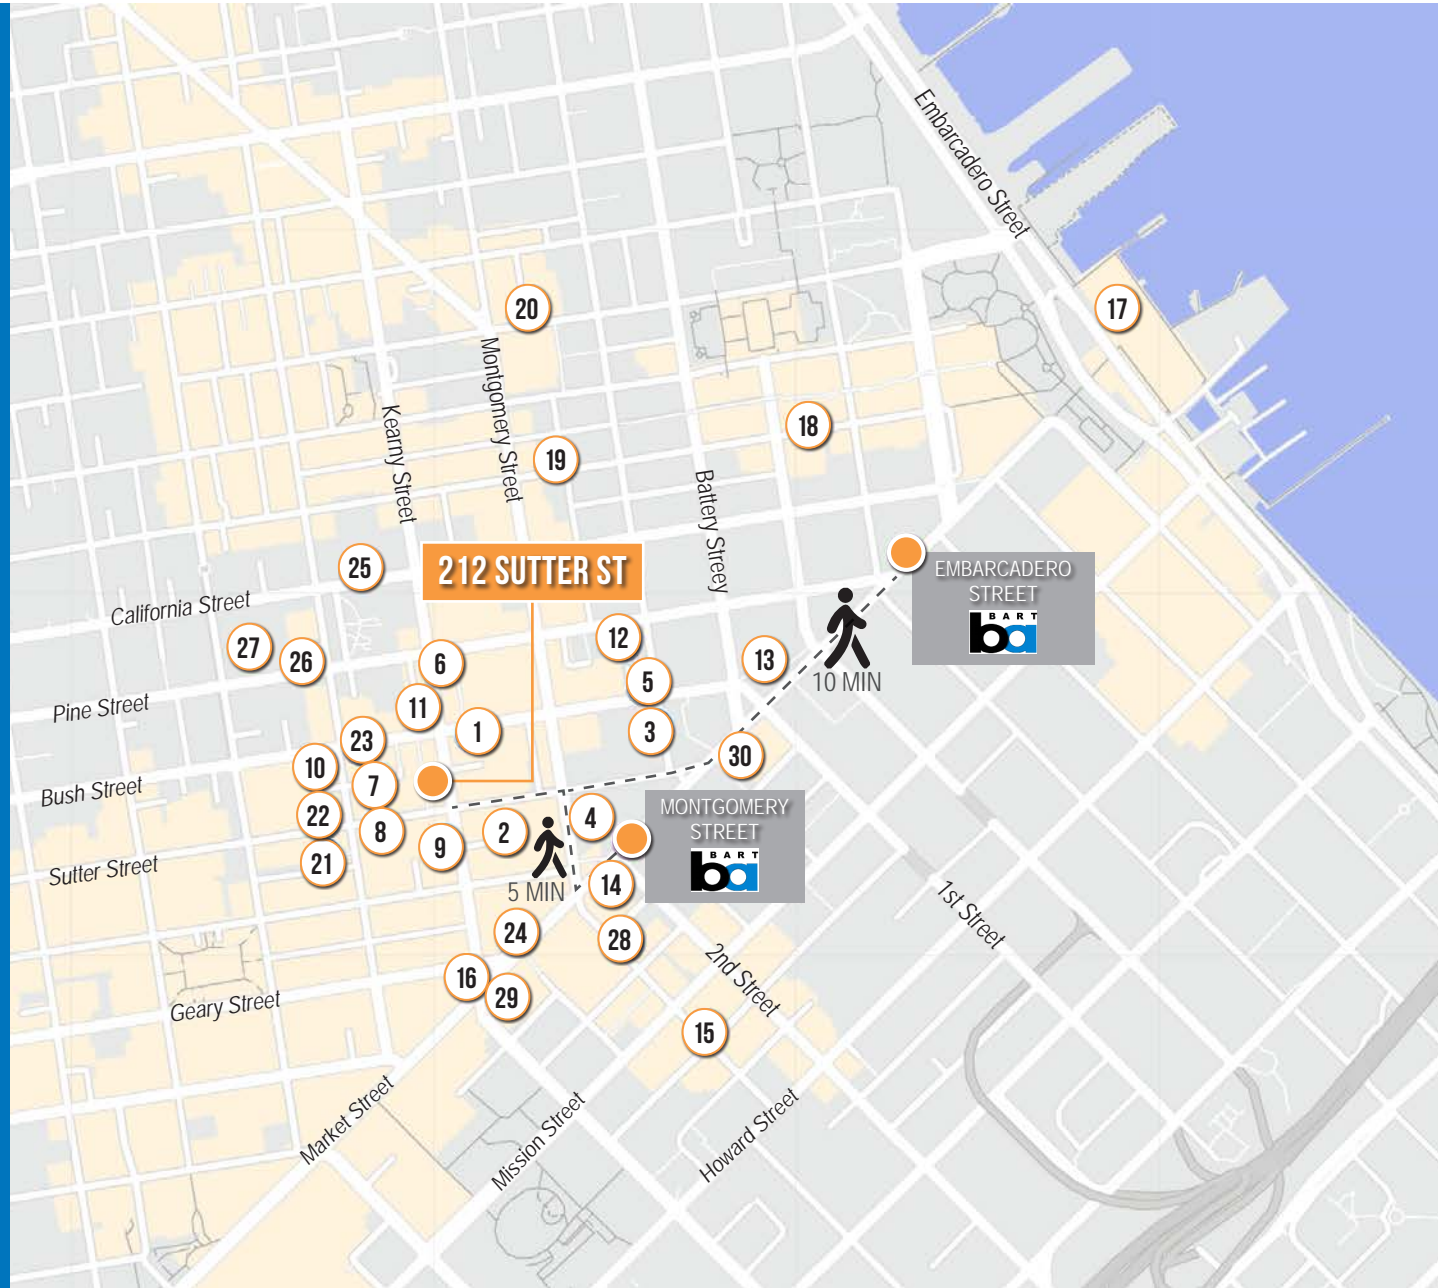 Embarcadero Street
20
17
Montgomery Street
Kearny Street
18
19
Battery Streey
212 SUTTER ST
EMBARCADERO
STREET
BART
ba
25
California Street
12
27
26
6
13
10 MIN
5
Pine Street
11
1
3
23
30
10
7
Bush Street
MONTGOMERY
STREET
BART
ba
22
4
8
2
9
Sutter Street
21
5 MIN
14
1st Street
24
28
2nd Street
16
29
Geary Street
15
Market Street
Mission Street
Howard Street